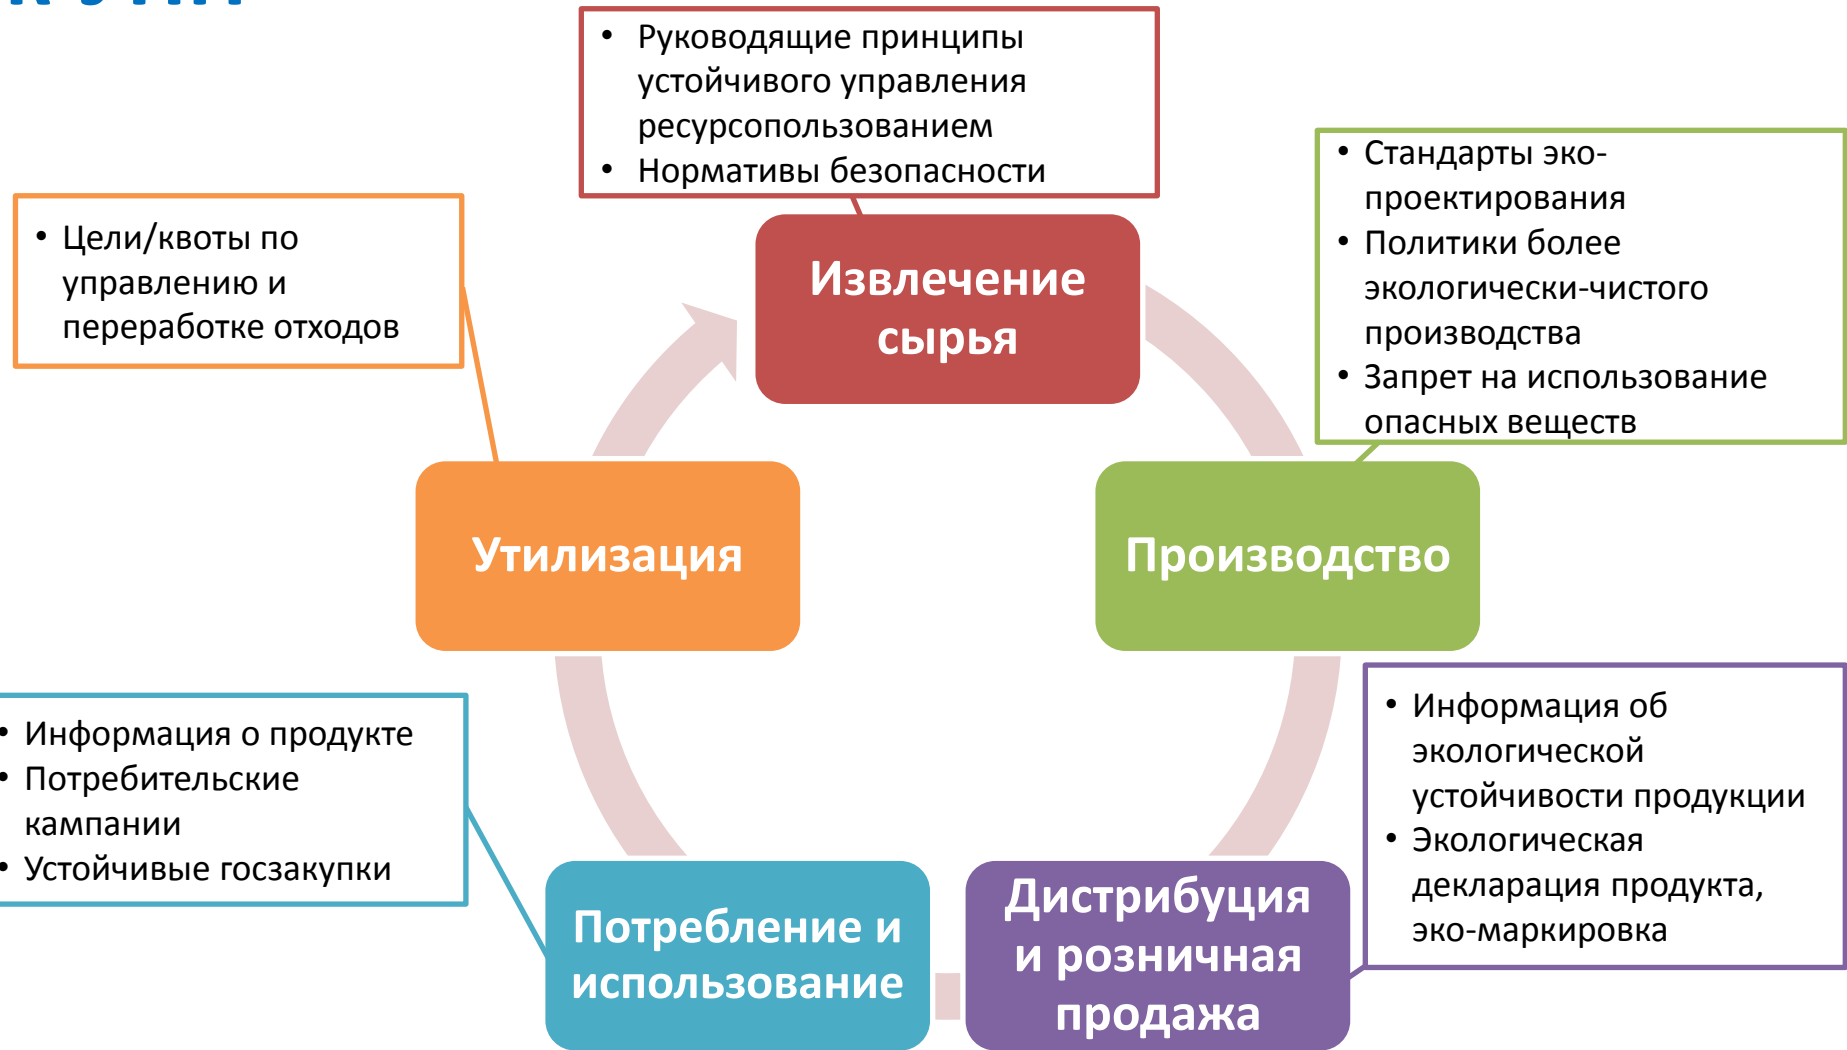 • Руководящие принципы
устойчивого управления
ресурсопользованием
• Нормативы безопасности
• Стандарты эко-
проектирования
• Политики более
экологически-чистого
производства
• Запрет на использование
опасных веществ
• Цели/квоты по
управлению и
переработке отходов
Извлечение
сырья
Утилизация
Производство
• Информация о продукте
• Потребительские
кампании
• Устойчивые госзакупки
• Информация об
экологической
устойчивости продукции
• Экологическая
декларация продукта,
эко-маркировка
Потребление и
использование
Дистрибуция
и розничная
продажа